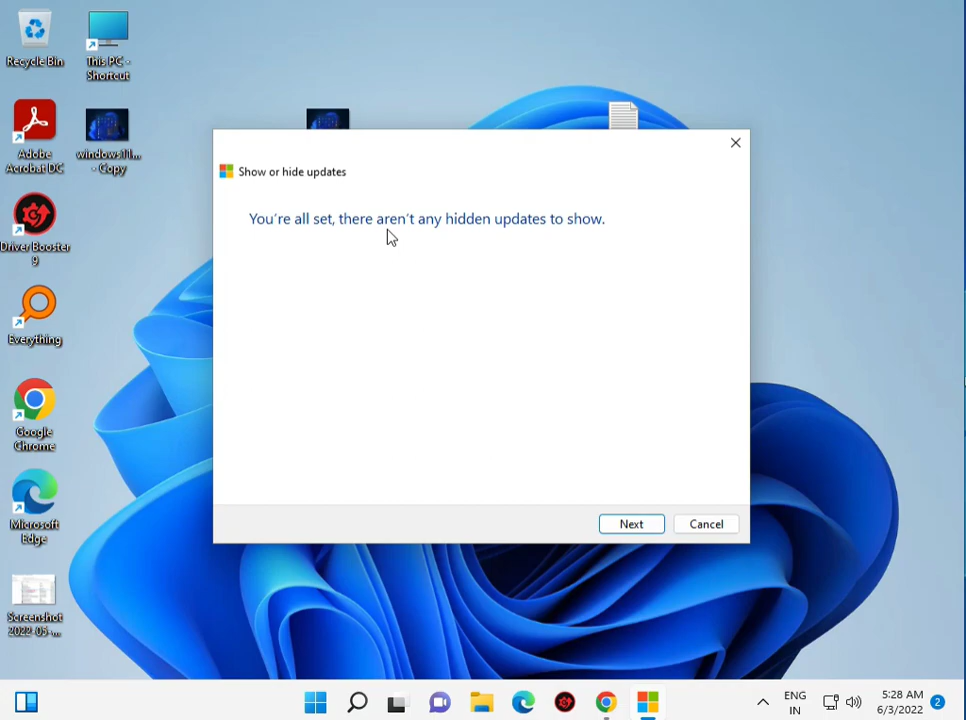 Recycle Bin
This PC -
Shortcut
Adobe
Acrobat DC
windows11...
- Copy
Driver Booster
9
Everything
Google
Chrome
Microsoft
Edge
Screenshot
2022-05-...
Show or hide updates
You're all set, there aren't any hidden updates to show.
Next
Cancel
ENG
IN
5:28 AM
6/3/2022
2